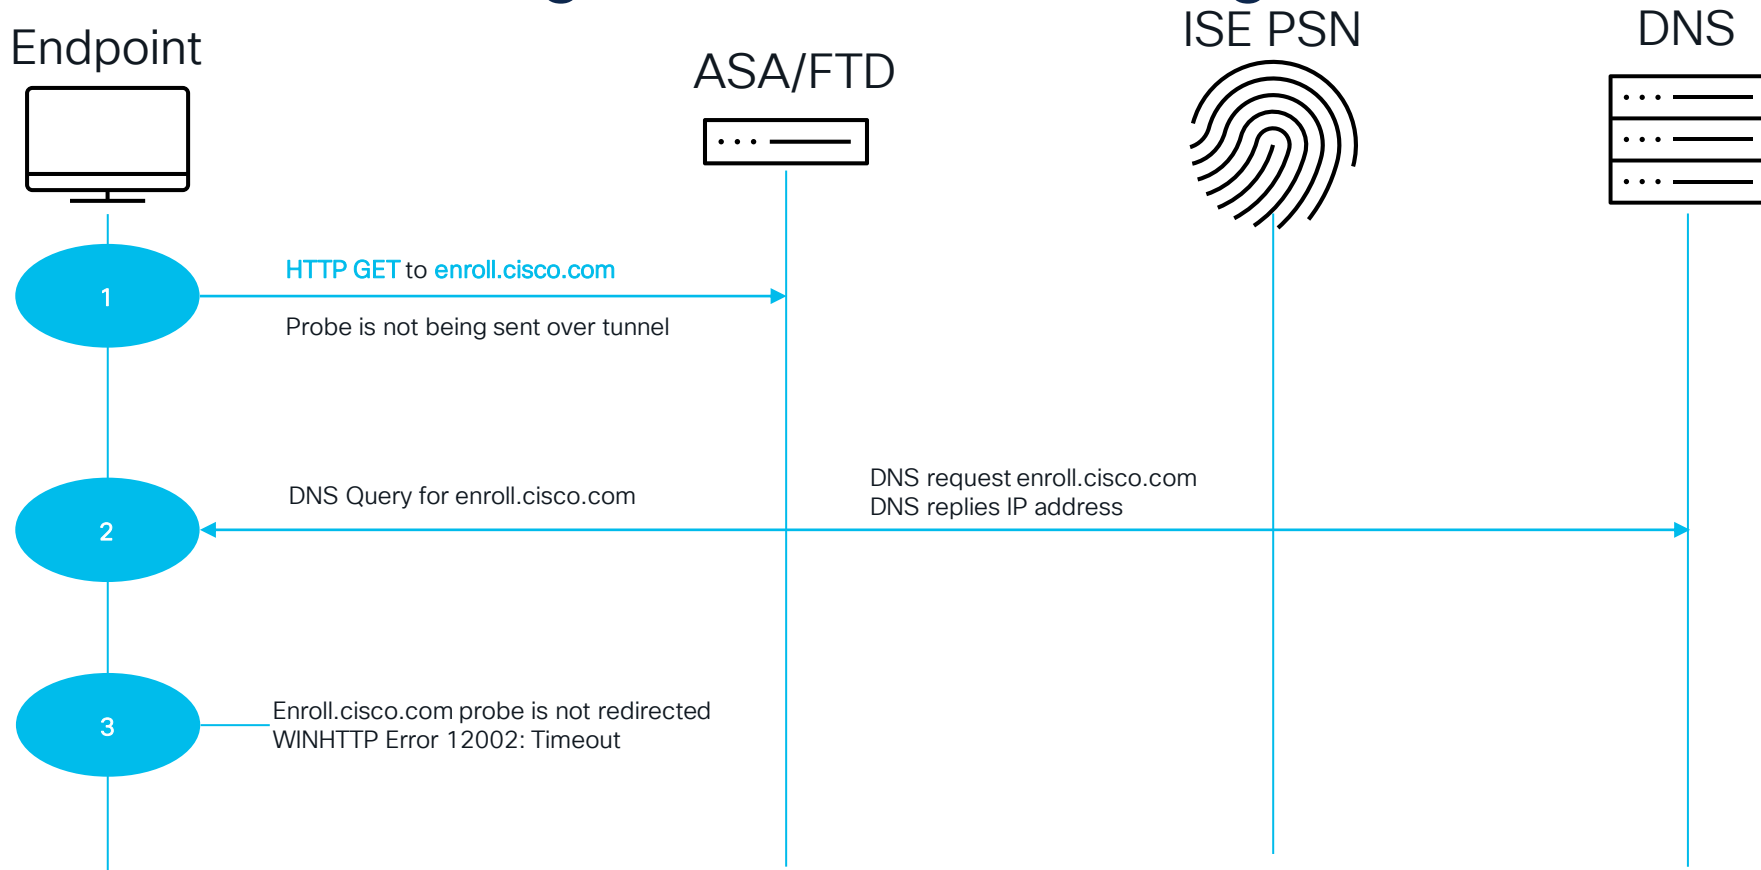 Endpoint
ASA/FTD
ISE PSN
DNS
1
HTTP GET to enroll.cisco.com
Probe is not being sent over tunnel
2
DNS Query for enroll.cisco.com
DNS request enroll.cisco.com
DNS replies IP address
3
Enroll.cisco.com probe is not redirected
WINHTTP Error 12002: Timeout